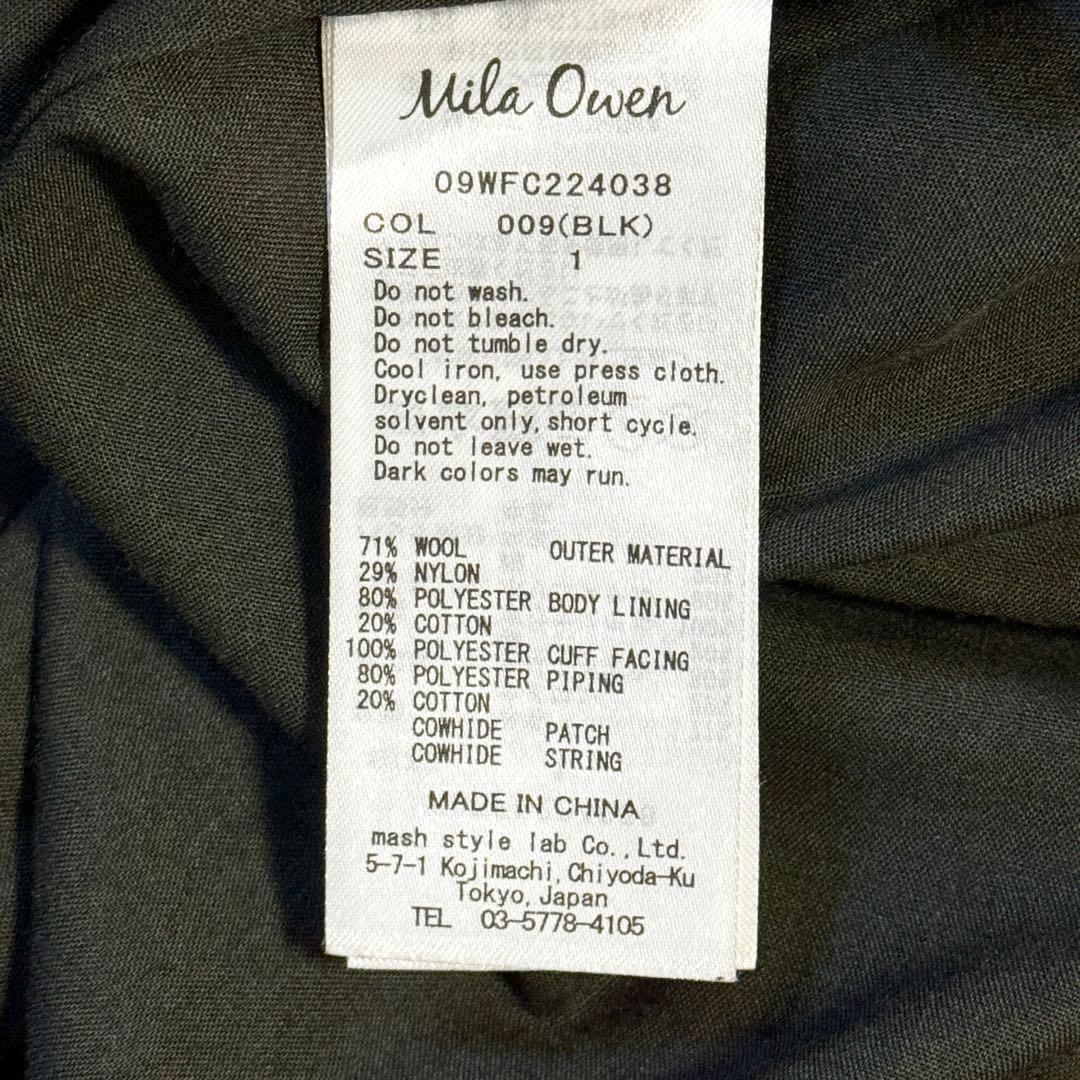 Mila Owen
09WFC224038
COL 009(BLK)
SIZE 1
Do not wash.
Do not bleach.
Do not tumble dry.
Cool iron, use press cloth.
Dryclean, petroleum
solvent only, short cycle.
Do not leave wet.
Dark colors may run.
71% WOOL OUTER MATERIAL
29% NYLON
80% POLYESTER BODY LINING
20% COTTON
100% POLYESTER CUFF FACING
80% POLYESTER PIPING
20% COTTON
COWHIDE PATCH
COWHIDE STRING
MADE IN CHINA
mash style lab Co.,Ltd.
5-7-1 Kojimachi, Chiyoda-Ku
Tokyo, Japan
TEL 03-5778-4105